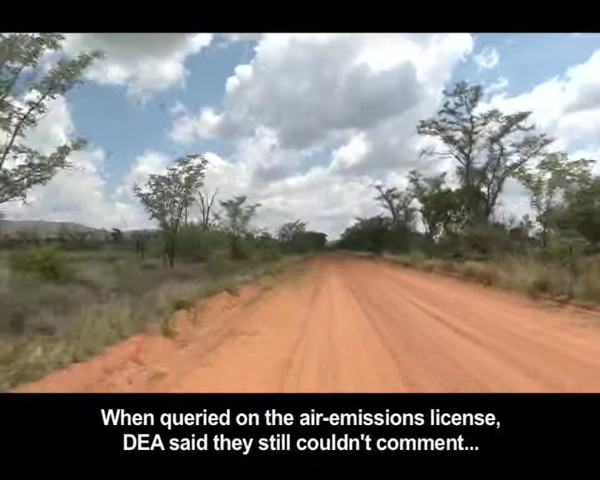 When queried on the air-emissions license,
DEA said they still couldn't comment...